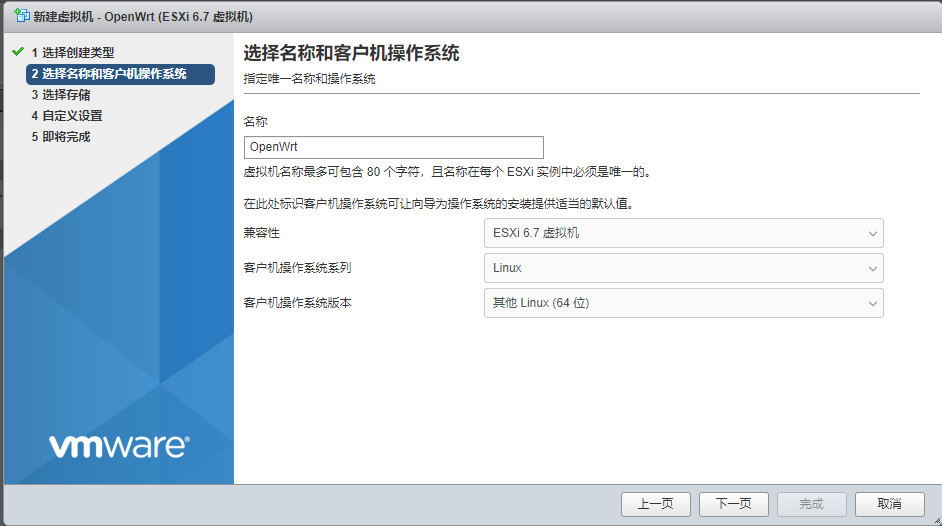 新建虚拟机 - OpenWrt (ESXi 6.7 虚拟机)
1 选择创建类型
2 选择名称和客户机操作系统
3 选择存储
4 自定义设置
5 即将完成
vmware®
选择名称和客户机操作系统
指定唯一名称和操作系统
名称
OpenWrt
虚拟机名称最多可包含 80 个字符，且名称在每个 ESXi 实例中必须是唯一的。
在此处标识客户机操作系统可让向导为操作系统的安装提供适当的默认值。
兼容性 ESXi 6.7 虚拟机
客户机操作系统系列 Linux
客户机操作系统版本 其他 Linux (64 位)
上一页 下一页 完成 取消